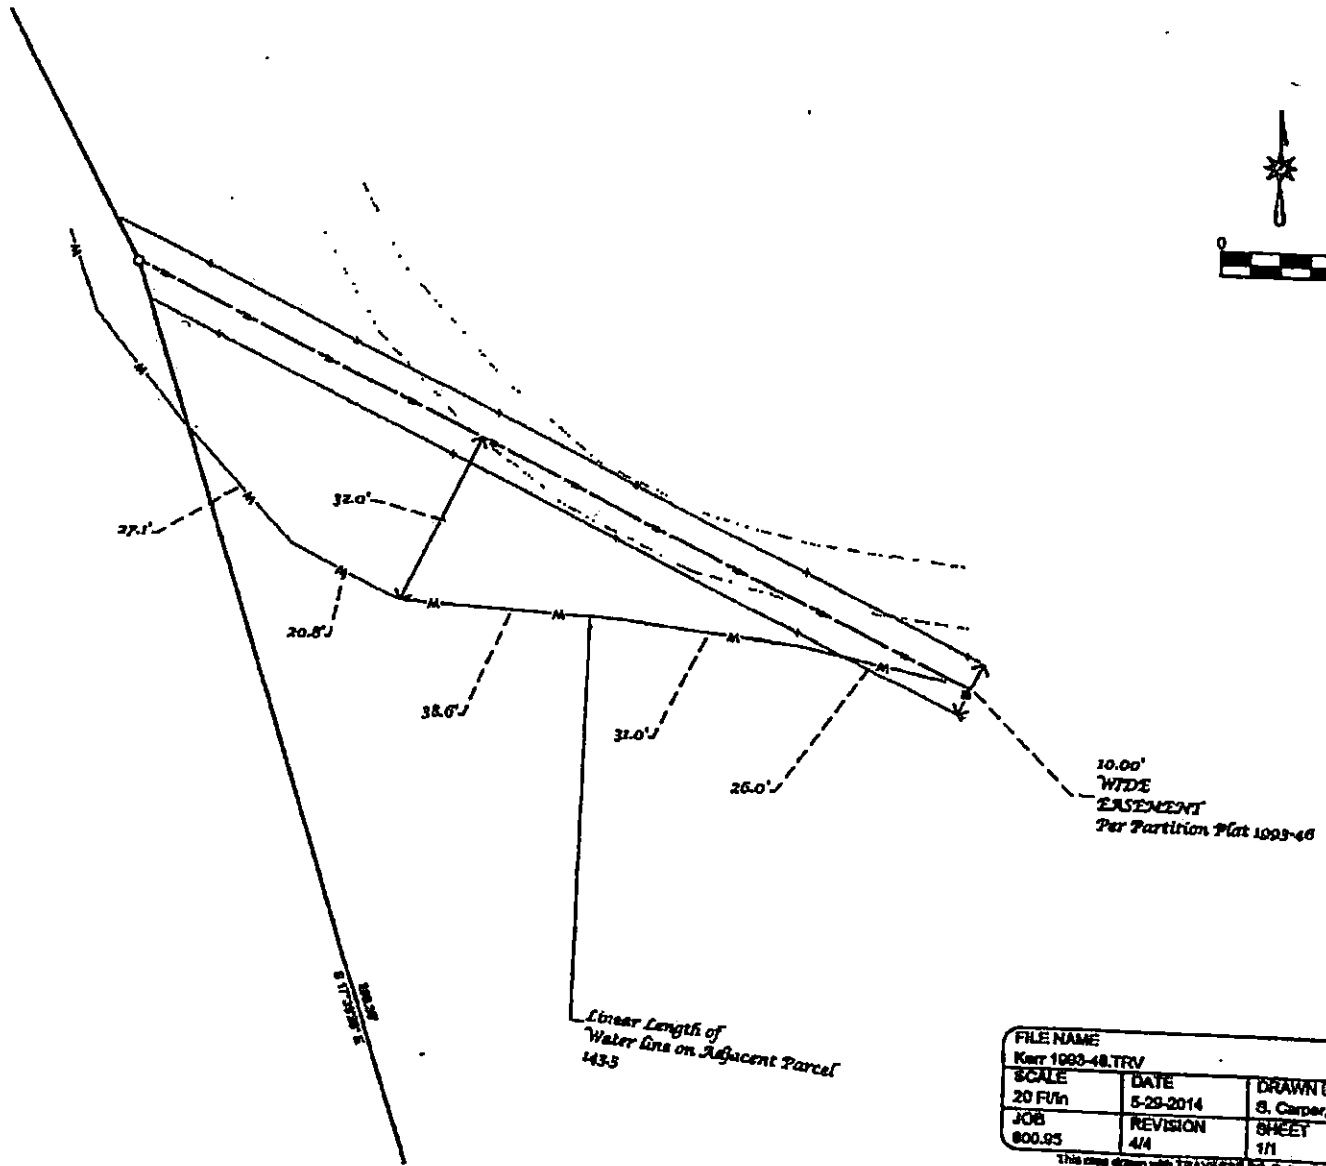 0
32.0'
27.1'
20.8'
38.6'
31.0'
26.0'
10.00'
WIDE
EASEMENT
Per Partition Plat 1993-46
Linear Length of
Water line on Adjacent Parcel
143.5
FILE NAME
Kerr 1993-46.TRV
SCALE
20 Ft/in
DATE
5-29-2014
DRAWN
S. Carper,
JOB
800.95
REVISION
4/4
SHEET
1/1